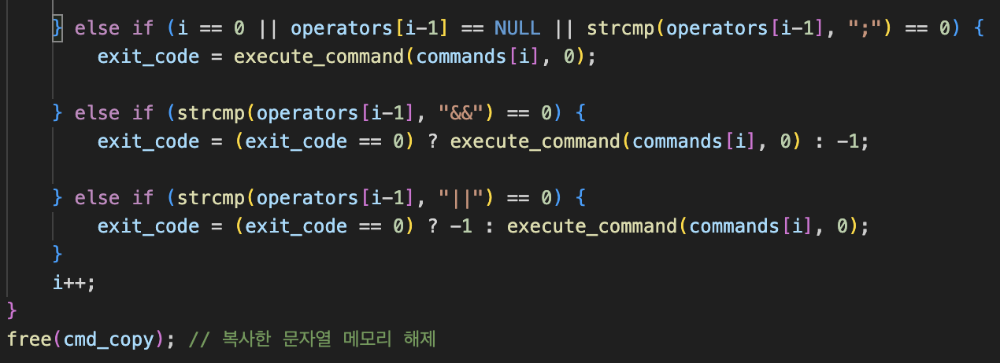 } else if (i == 0 || operators[i-1] == NULL || strcmp(operators[i-1], ";") == 0) {
exit_code = execute_command(commands[i], 0);
} else if (strcmp(operators[i-1], "&&") == 0) {
exit_code = (exit_code == 0) ? execute_command(commands[i], 0) : -1;
} else if (strcmp(operators[i-1], "||") == 0) {
exit_code = (exit_code == 0) ? -1 : execute_command(commands[i], 0);
}
i++;
}
free(cmd_copy); // 복사한 문자열 메모리 해제